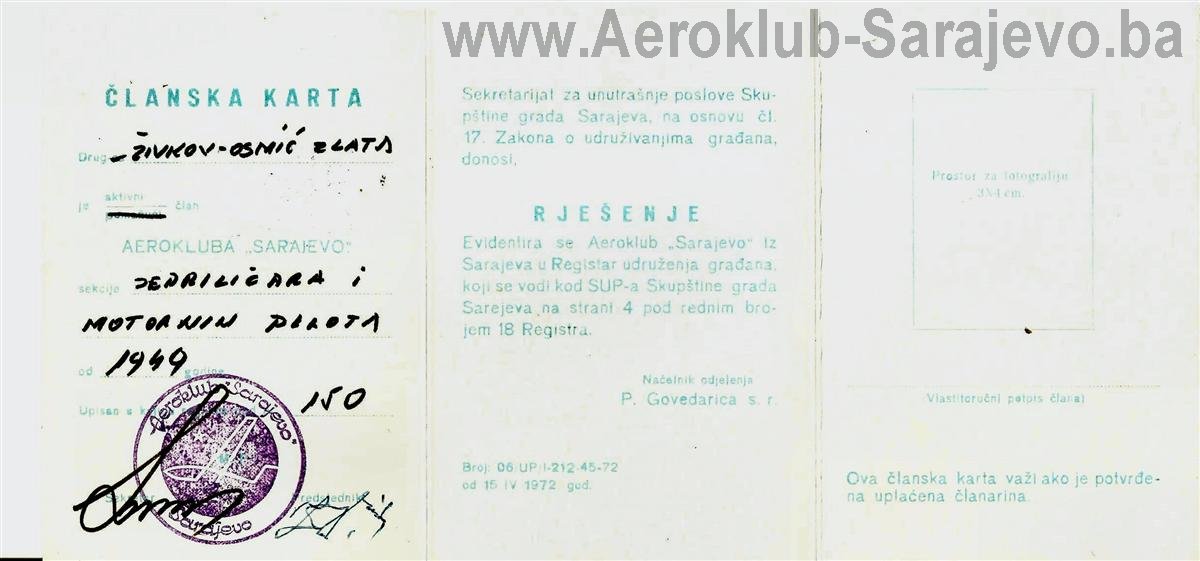 www.Aeroklub-Sarajevo.ba
ČLANSKA KARTA
Drug ŽIVKOV-OSMIĆ ZLATA
aktivni
je član
AEROKLUBA „SARAJEVO“
sekcije JEDRILIČARA i
MOTORNIH PILOTA
od 1949 godine
Upisan u 150
"Aeroklub Sarajevo"
Sarajevo
Sekretar Predsjednik
Sekretarijat za unutrašnje poslove Sku-
pštine grada Sarajeva, na osnovu čl.
17. Zakona o udruživanjima građana,
donosi,
RJEŠENJE
Evidentira se Aeroklub „Sarajevo“ iz
Sarajeva u Registar udruženja građana,
koji se vodi kod SUP-a Skupštine grada
Sarejeva na strani 4 pod rednim bro-
jem 18 Registra.
Načelnik odjelenja
P. Govedarica s. r.
Broj: 06 UP/I-212-45-72
od 15 IV 1972 god.
Prostor za fotografiju
3X4 cm.
Vlastitoručni potpis člana)
Ova članska karta važi ako je potvrđe-
na uplaćena članarina.